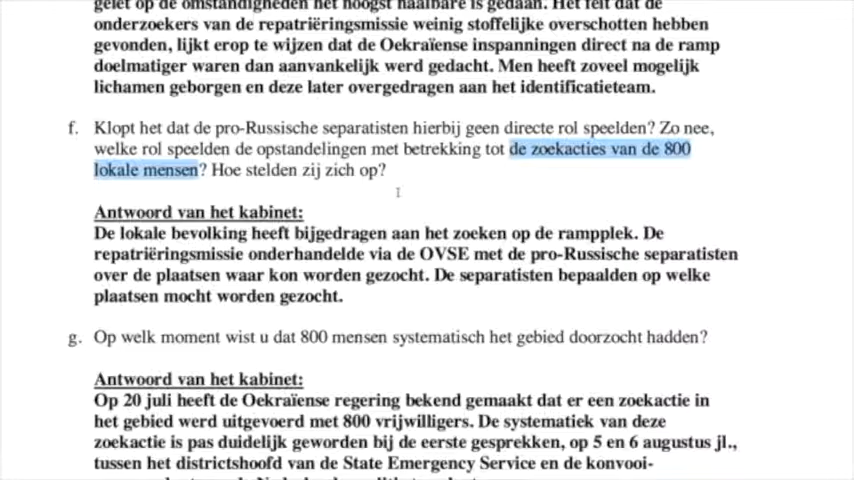 gelet op de omstandigheden het hoogst haalbare is gedaan. Het feit dat de
onderzoekers van de repatriëringsmissie weinig stoffelijke overschotten hebben
gevonden, lijkt erop te wijzen dat de Oekraïense inspanningen direct na de ramp
doelmatiger waren dan aanvankelijk werd gedacht. Men heeft zoveel mogelijk
lichamen geborgen en deze later overgedragen aan het identificatieteam.
f. Klopt het dat de pro-Russische separatisten hierbij geen directe rol speelden? Zo nee,
welke rol speelden de opstandelingen met betrekking tot de zoekacties van de 800
lokale mensen? Hoe stelden zij zich op?
Antwoord van het kabinet:
De lokale bevolking heeft bijgedragen aan het zoeken op de rampplek. De
repatriëringsmissie onderhandelde via de OVSE met de pro-Russische separatisten
over de plaatsen waar kon worden gezocht. De separatisten bepaalden op welke
plaatsen mocht worden gezocht.
g. Op welk moment wist u dat 800 mensen systematisch het gebied doorzocht hadden?
Antwoord van het kabinet:
Op 20 juli heeft de Oekraïense regering bekend gemaakt dat er een zoekactie in
het gebied werd uitgevoerd met 800 vrijwilligers. De systematiek van deze
zoekactie is pas duidelijk geworden bij de eerste gesprekken, op 5 en 6 augustus jl.,
tussen het districtshoofd van de State Emergency Service en de konvooi-